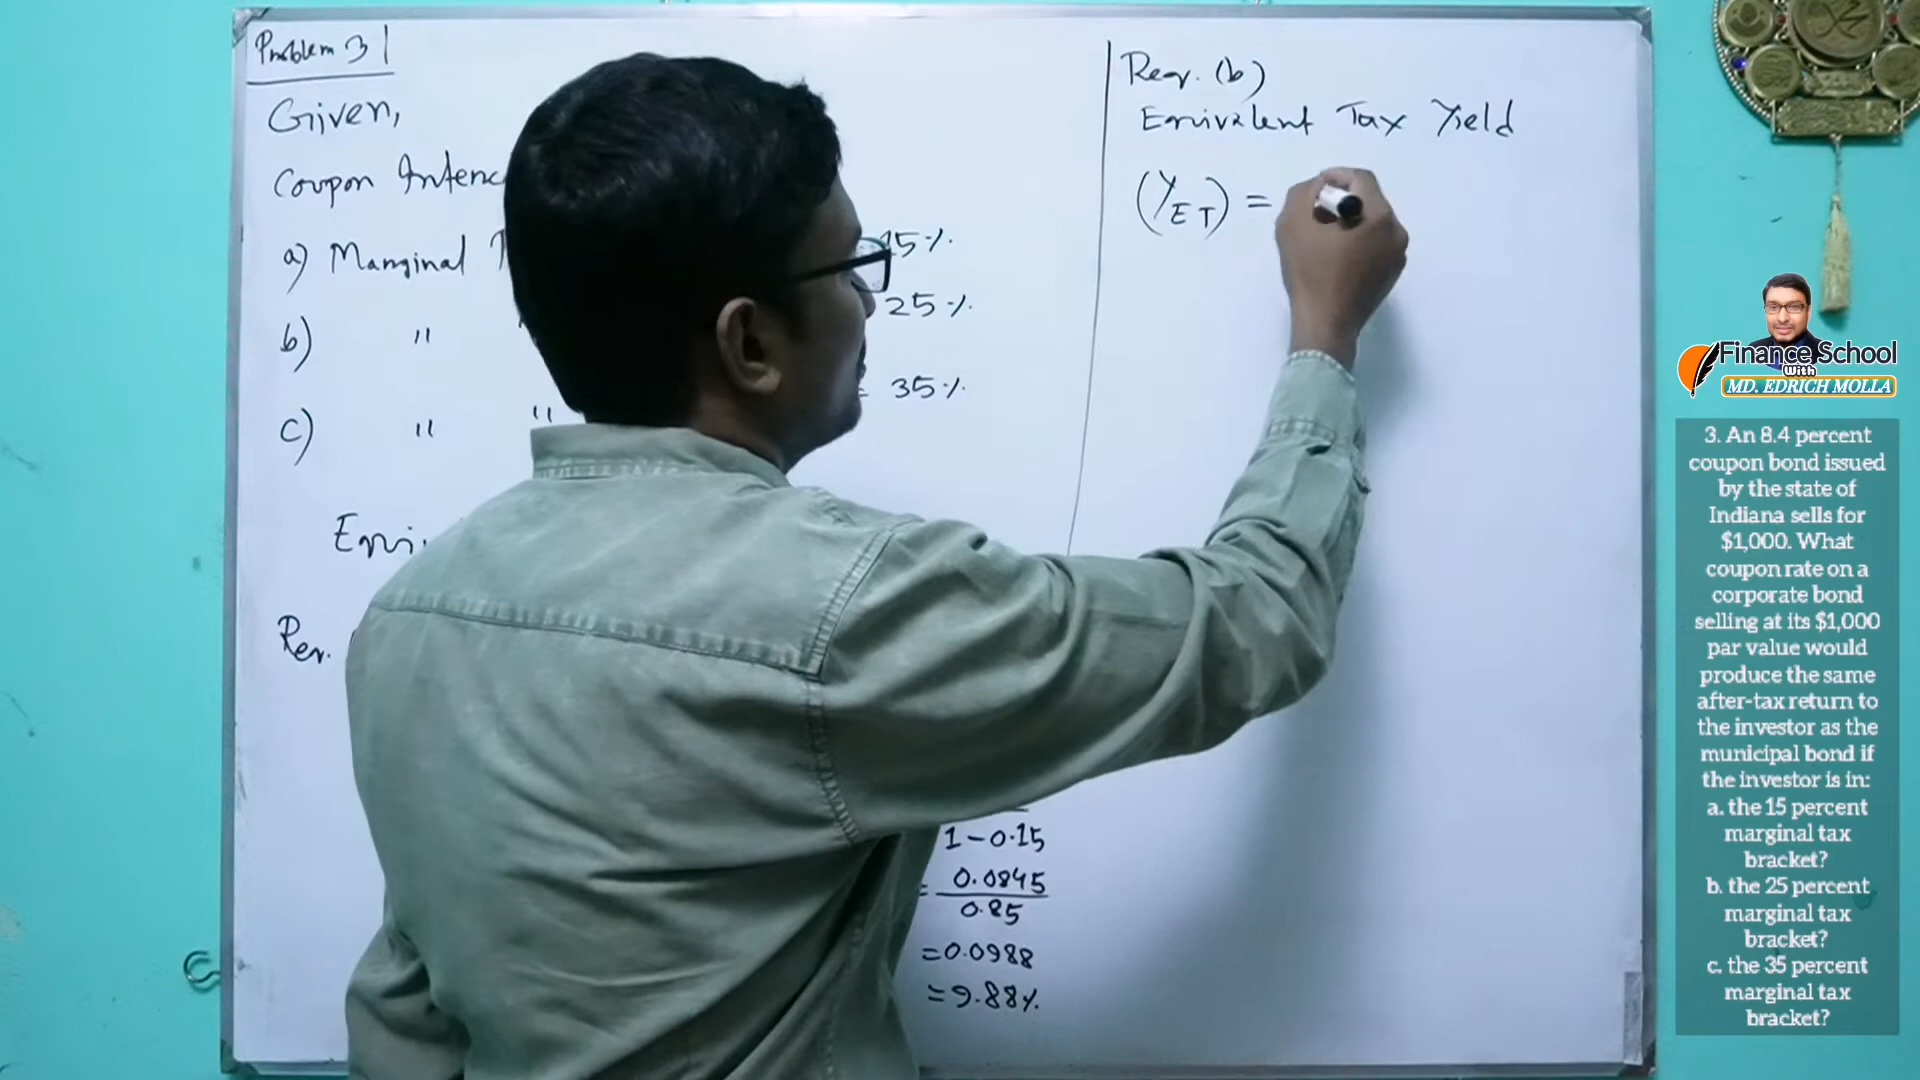 Problem 3
Given,
Coupon
a) Marginal
15%.
b) "
25%.
c) " "
= 35%.
Req.
1-0.15
= 0.0845
0.85
=0.0988
=9.88%
Req. (b)
Equivalent Tax Yield
(YET) =
Finance School
With
MD. EDRICH MOLLA
3. An 8.4 percent
coupon bond issued
by the state of
Indiana sells for
$1,000. What
coupon rate on a
corporate bond
selling at its $1,000
par value would
produce the same
after-tax return to
the investor as the
municipal bond if
the investor is in:
a. the 15 percent
marginal tax
bracket?
b. the 25 percent
marginal tax
bracket?
c. the 35 percent
marginal tax
bracket?